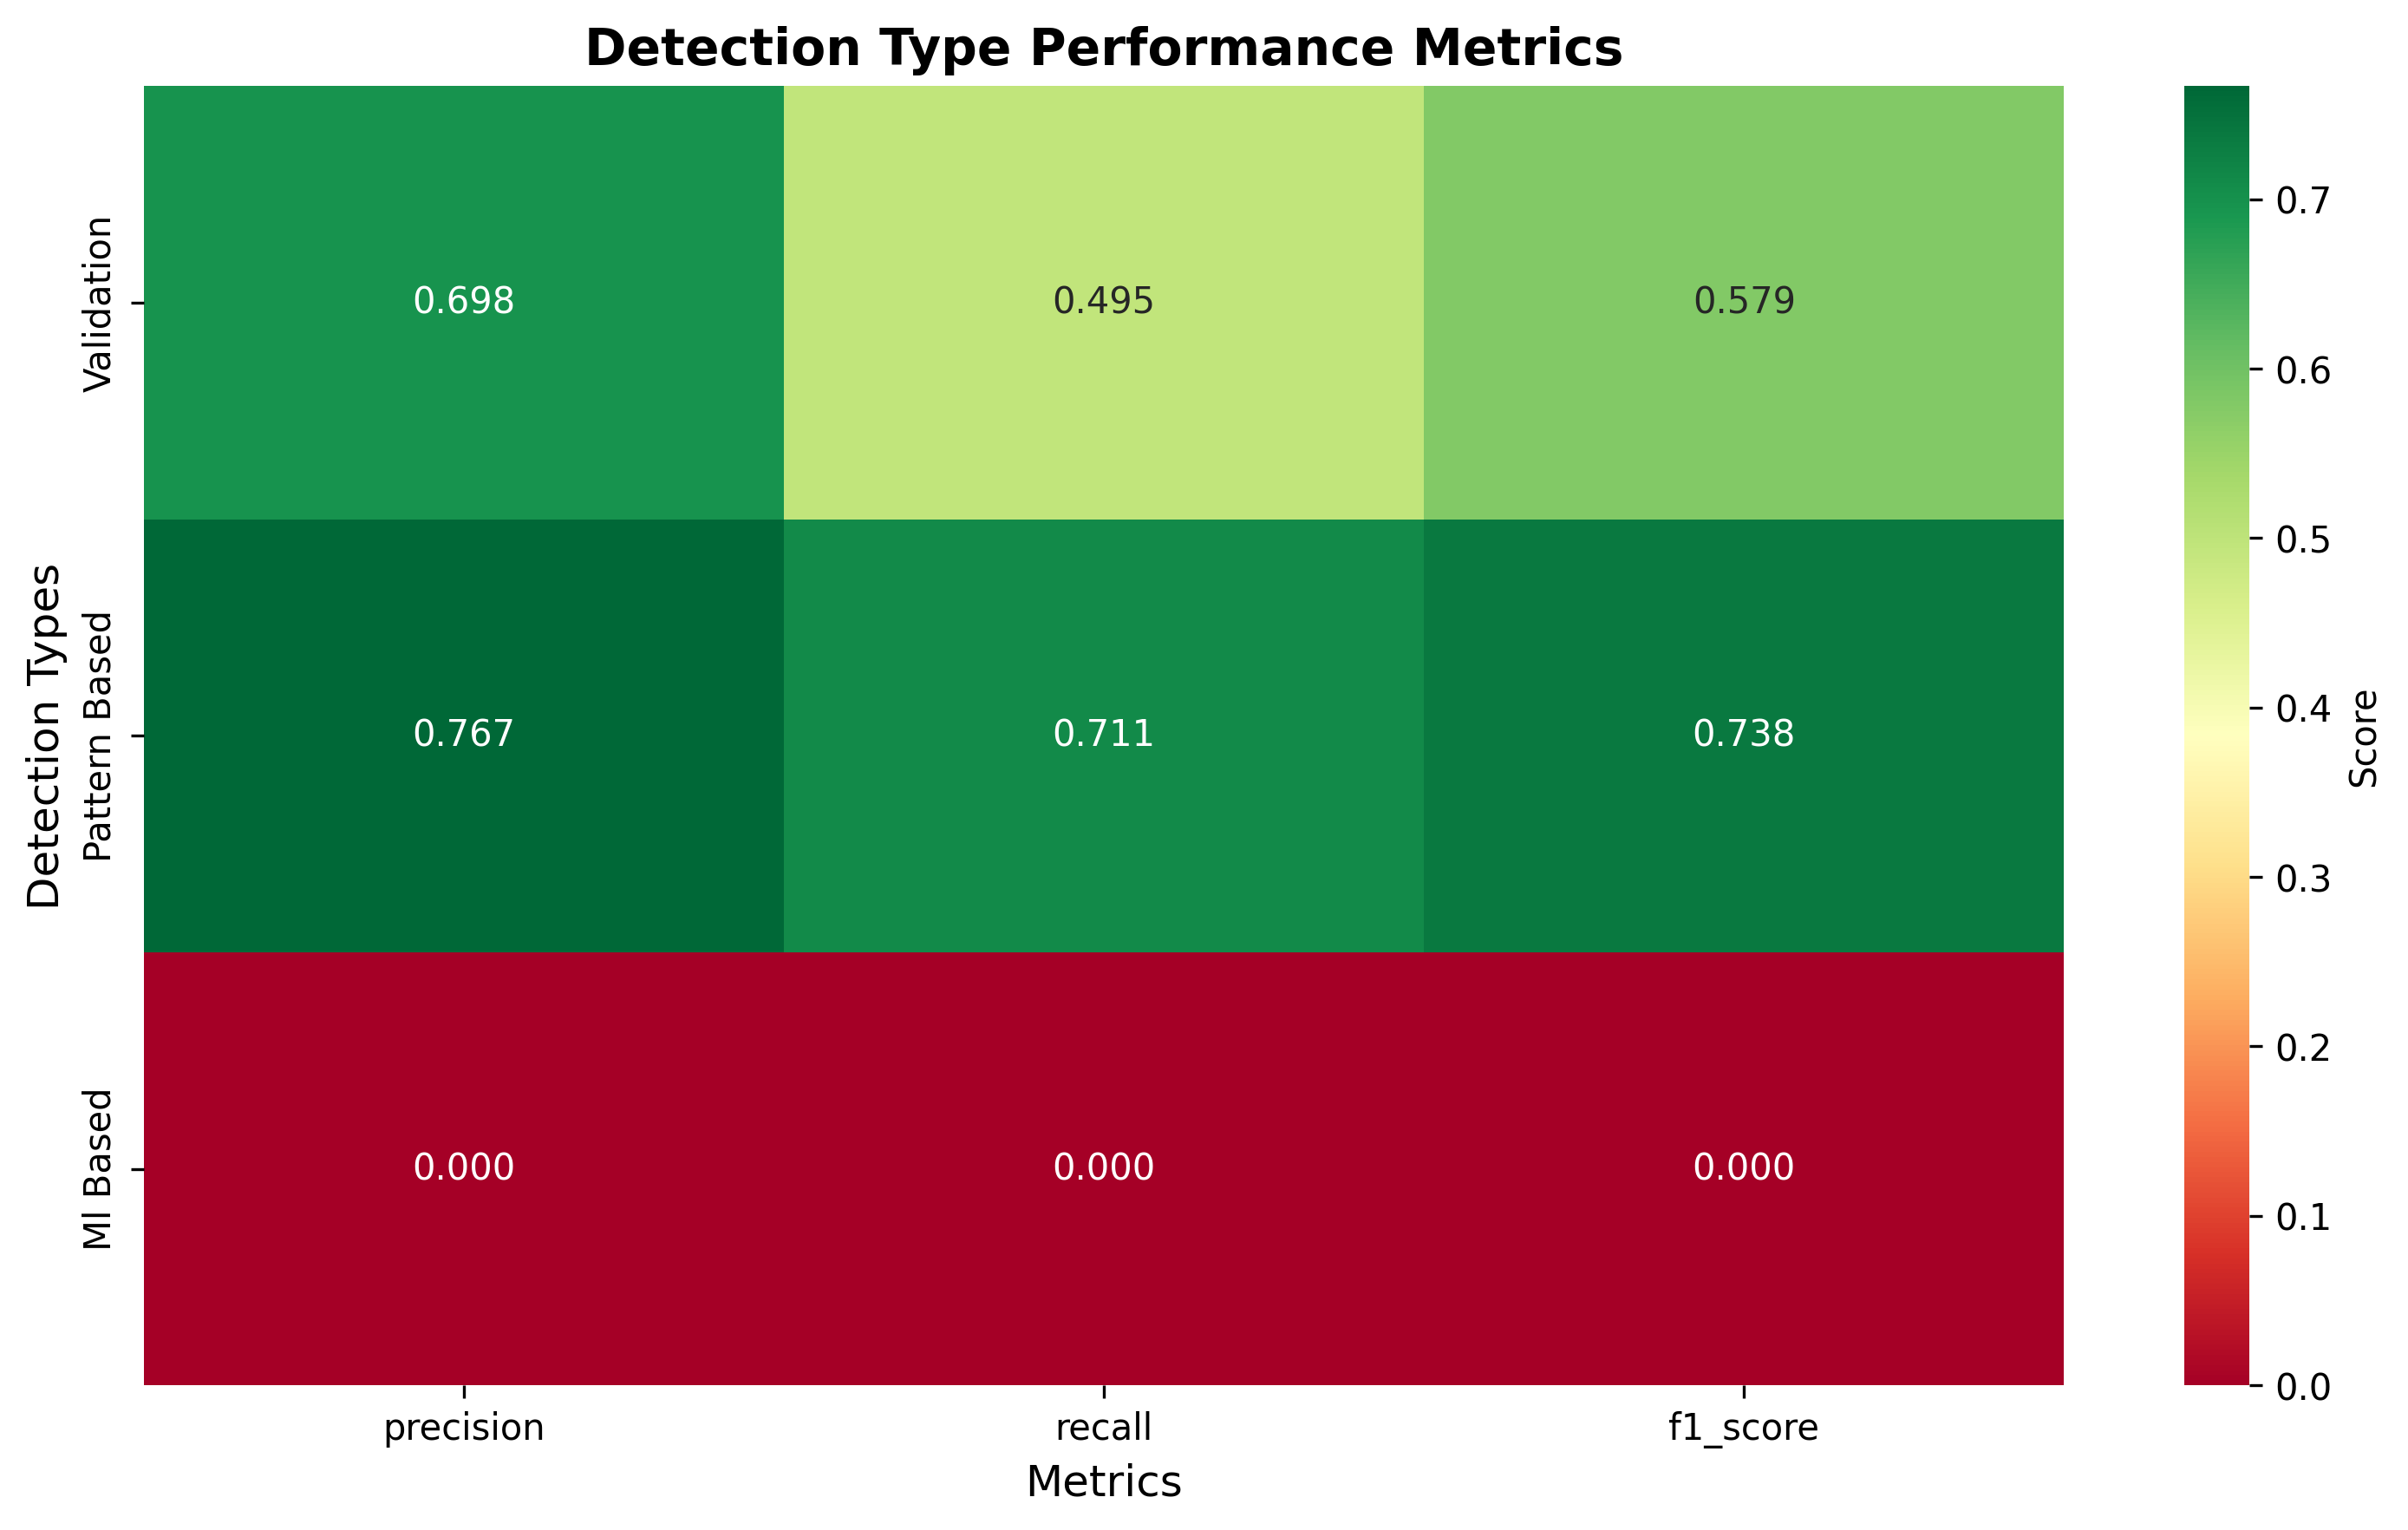 Detection Type Performance Metrics
Detection Types
Validation
0.698 0.495 0.579
Pattern Based
0.767 0.711 0.738
Ml Based
0.000 0.000 0.000
precision recall f1_score
Metrics
0.7
0.6
0.5
0.4
0.3
0.2
0.1
0.0
Score